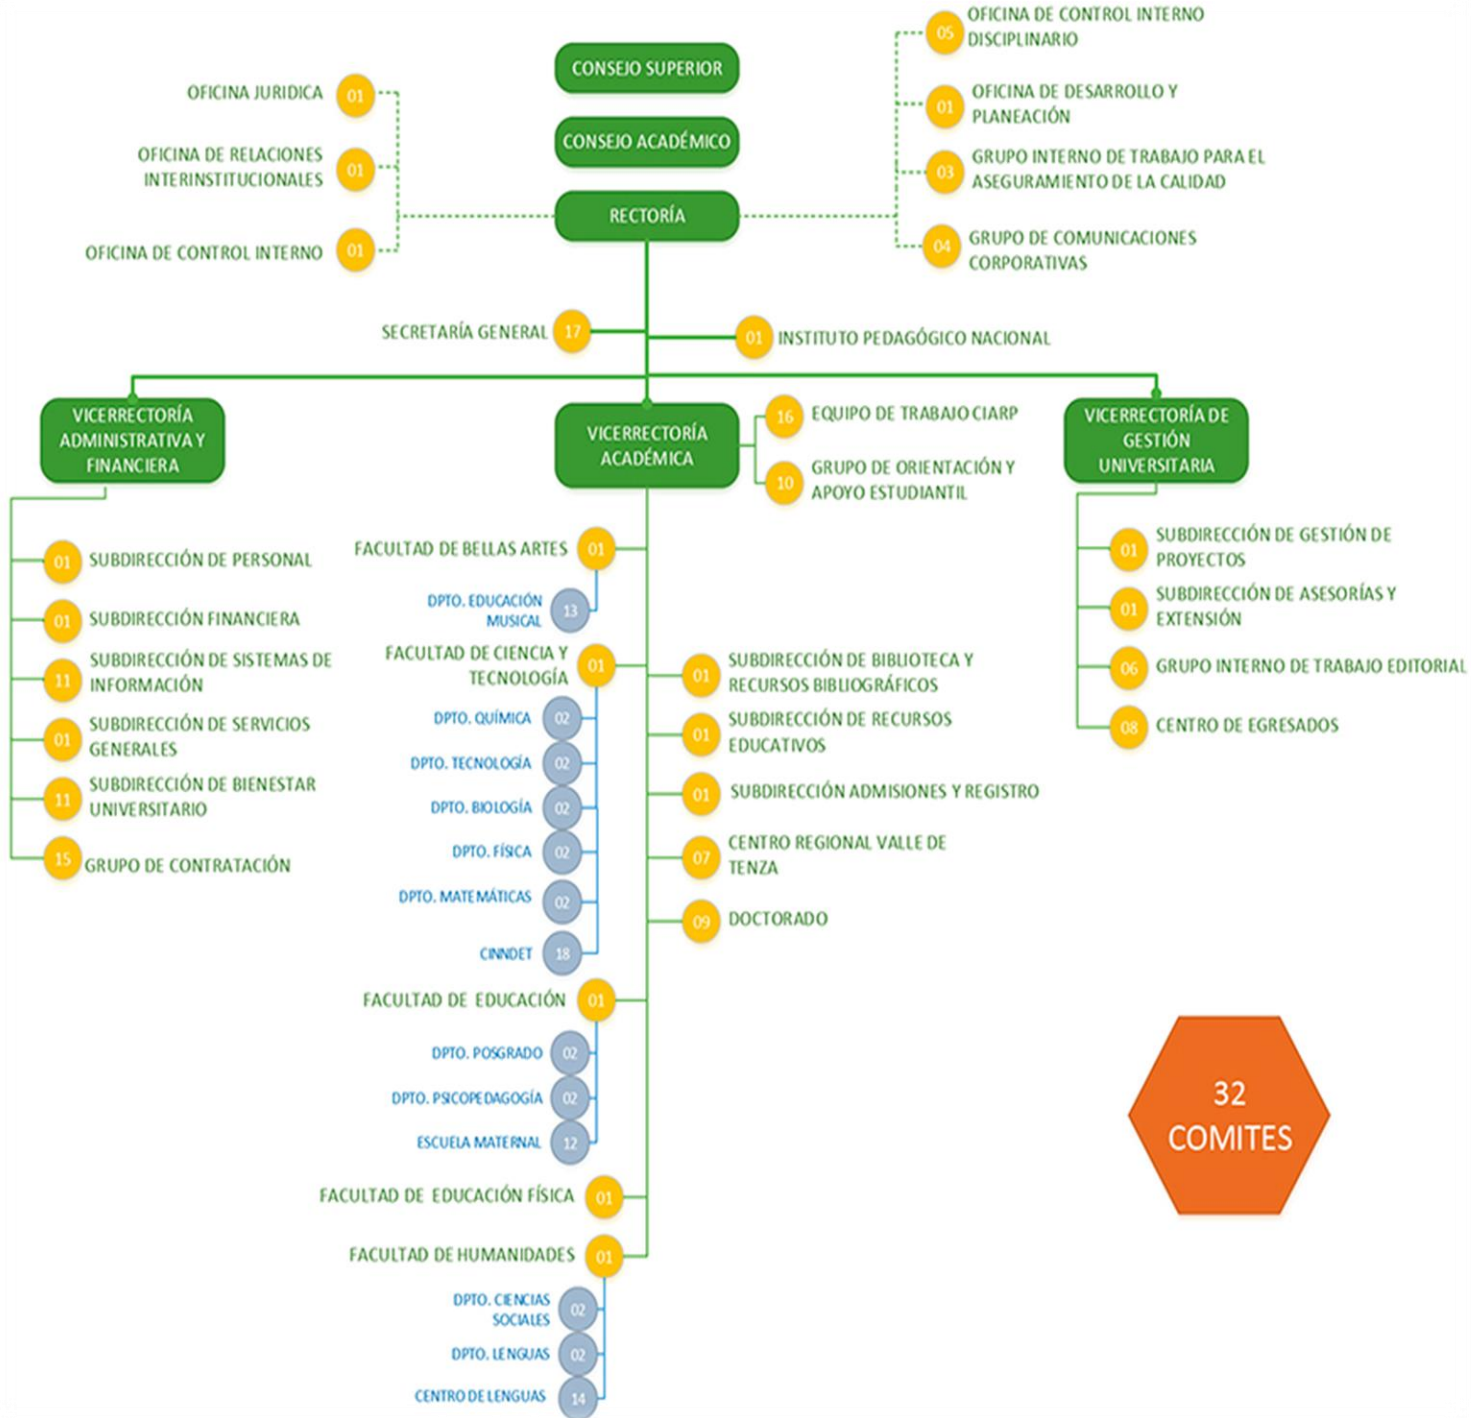 CONSEJO SUPERIOR
CONSEJO ACADÉMICO
RECTORÍA
OFICINA JURIDICA
01
OFICINA DE RELACIONES
INTERINSTITUCIONALES
01
OFICINA DE CONTROL INTERNO
01
05
OFICINA DE CONTROL INTERNO
DISCIPLINARIO
01
OFICINA DE DESARROLLO Y
PLANEACIÓN
03
GRUPO INTERNO DE TRABAJO PARA EL
ASEGURAMIENTO DE LA CALIDAD
04
GRUPO DE COMUNICACIONES
CORPORATIVAS
SECRETARÍA GENERAL
17
01
INSTITUTO PEDAGÓGICO NACIONAL
VICERRECTORÍA
ADMINISTRATIVA Y
FINANCIERA
01
SUBDIRECCIÓN DE PERSONAL
01
SUBDIRECCIÓN FINANCIERA
11
SUBDIRECCIÓN DE SISTEMAS DE
INFORMACIÓN
01
SUBDIRECCIÓN DE SERVICIOS
GENERALES
11
SUBDIRECCIÓN DE BIENESTAR
UNIVERSITARIO
15
GRUPO DE CONTRATACIÓN
VICERRECTORÍA
ACADÉMICA
16
EQUIPO DE TRABAJO CIARP
10
GRUPO DE ORIENTACIÓN Y
APOYO ESTUDIANTIL
FACULTAD DE BELLAS ARTES
01
DPTO. EDUCACIÓN
MUSICAL
13
FACULTAD DE CIENCIA Y
TECNOLOGÍA
01
DPTO. QUÍMICA
02
DPTO. TECNOLOGÍA
02
DPTO. BIOLOGÍA
02
DPTO. FÍSICA
02
DPTO. MATEMÁTICAS
02
CINNDET
18
FACULTAD DE EDUCACIÓN
01
DPTO. POSGRADO
02
DPTO. PSICOPEDAGOGÍA
02
ESCUELA MATERNAL
12
FACULTAD DE EDUCACIÓN FÍSICA
01
FACULTAD DE HUMANIDADES
01
DPTO. CIENCIAS
SOCIALES
02
DPTO. LENGUAS
02
CENTRO DE LENGUAS
14
01
SUBDIRECCIÓN DE BIBLIOTECA Y
RECURSOS BIBLIOGRÁFICOS
01
SUBDIRECCIÓN DE RECURSOS
EDUCATIVOS
01
SUBDIRECCIÓN ADMISIONES Y REGISTRO
07
CENTRO REGIONAL VALLE DE
TENZA
09
DOCTORADO
VICERRECTORÍA DE
GESTIÓN
UNIVERSITARIA
01
SUBDIRECCIÓN DE GESTIÓN DE
PROYECTOS
01
SUBDIRECCIÓN DE ASESORÍAS Y
EXTENSIÓN
06
GRUPO INTERNO DE TRABAJO EDITORIAL
08
CENTRO DE EGRESADOS
32
COMITES